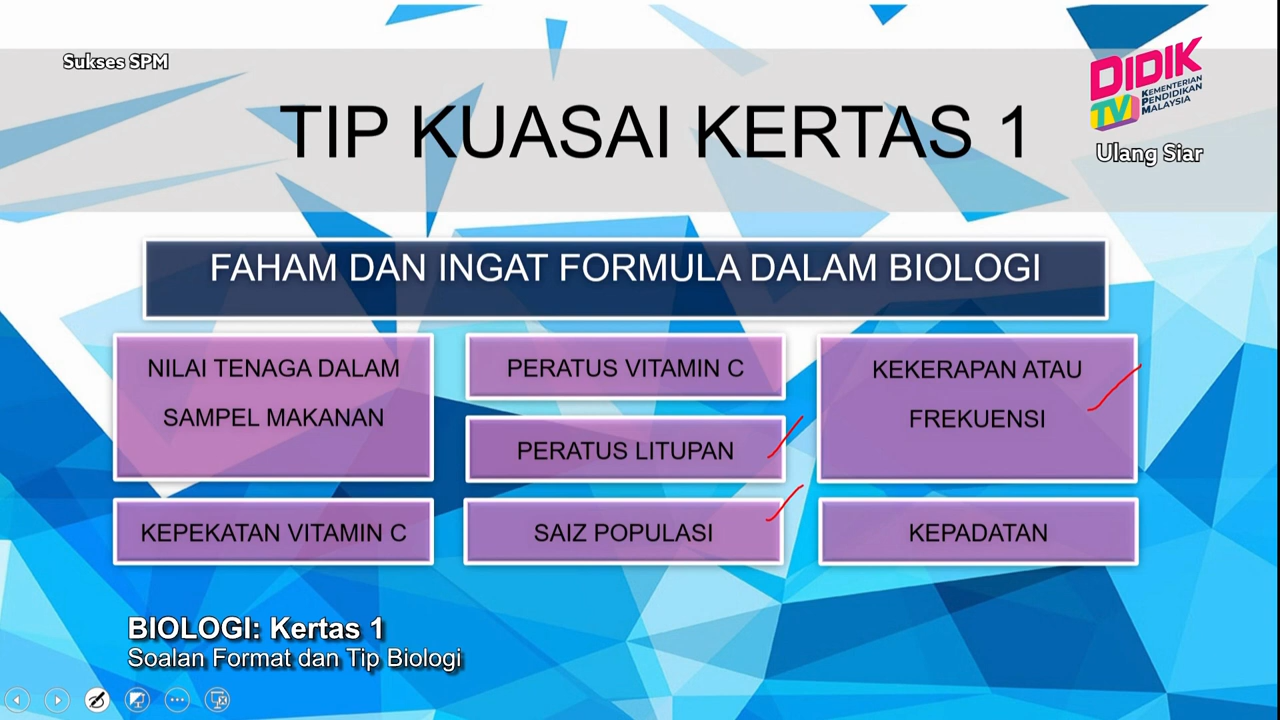 Sukses SPM
DIDIK
TV
KEMENTERIAN
PENDIDIKAN
MALAYSIA
Ulang Siar
TIP KUASAI KERTAS 1
FAHAM DAN INGAT FORMULA DALAM BIOLOGI
NILAI TENAGA DALAM
SAMPEL MAKANAN
PERATUS VITAMIN C
KEKERAPAN ATAU
FREKUENSI
PERATUS LITUPAN
KEPEKATAN VITAMIN C
SAIZ POPULASI
KEPADATAN
BIOLOGI: Kertas 1
Soalan Format dan Tip Biologi